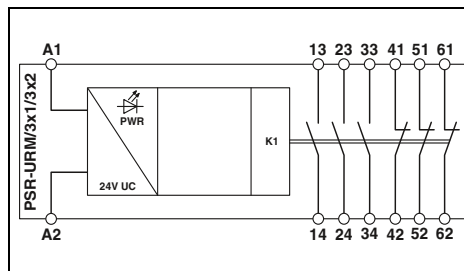 A1 13 23 33 41 51 61
PSR-URM/3x1/3x2
PWR
K1
24V UC
A2 14 24 34 42 52 62